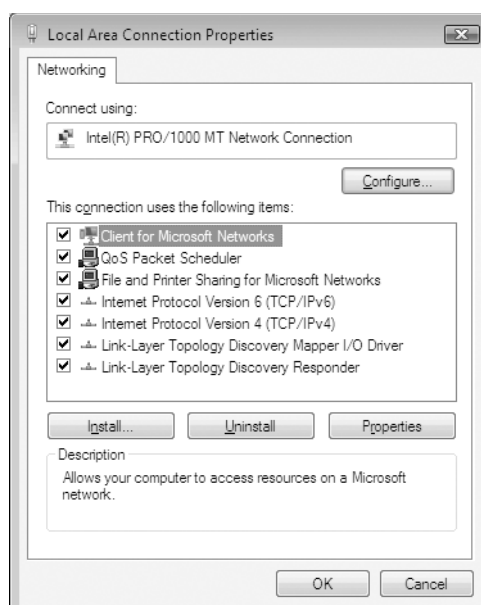 Local Area Connection Properties
Networking
Connect using:
Intel(R) PRO/1000 MT Network Connection
Configure...
This connection uses the following items:
Client for Microsoft Networks
QoS Packet Scheduler
File and Printer Sharing for Microsoft Networks
Internet Protocol Version 6 (TCP/IPv6)
Internet Protocol Version 4 (TCP/IPv4)
Link-Layer Topology Discovery Mapper I/O Driver
Link-Layer Topology Discovery Responder
Install...
Uninstall
Properties
Description
Allows your computer to access resources on a Microsoft
network.
OK
Cancel